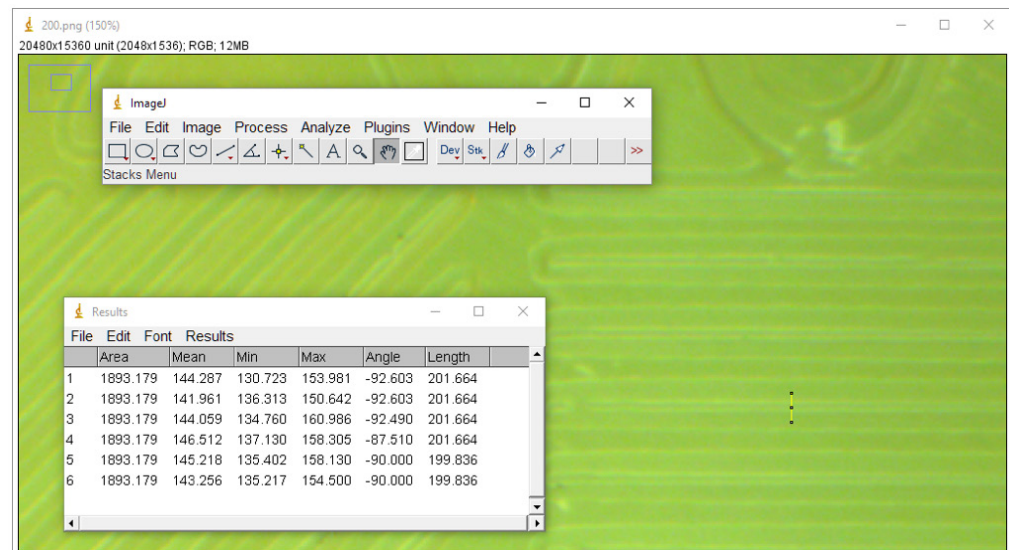 200.png (150%)
20480x15360 unit (2048x1536); RGB; 12MB
ImageJ
File Edit Image Process Analyze Plugins Window Help
A Dev Stk >>
Stacks Menu
Results
File Edit Font Results
Area Mean Min Max Angle Length
1 1893.179 144.287 130.723 153.981 -92.603 201.664
2 1893.179 141.961 136.313 150.642 -92.603 201.664
3 1893.179 144.059 134.760 160.986 -92.490 201.664
4 1893.179 146.512 137.130 158.305 -87.510 201.664
5 1893.179 145.218 135.402 158.130 -90.000 199.836
6 1893.179 143.256 135.217 154.500 -90.000 199.836